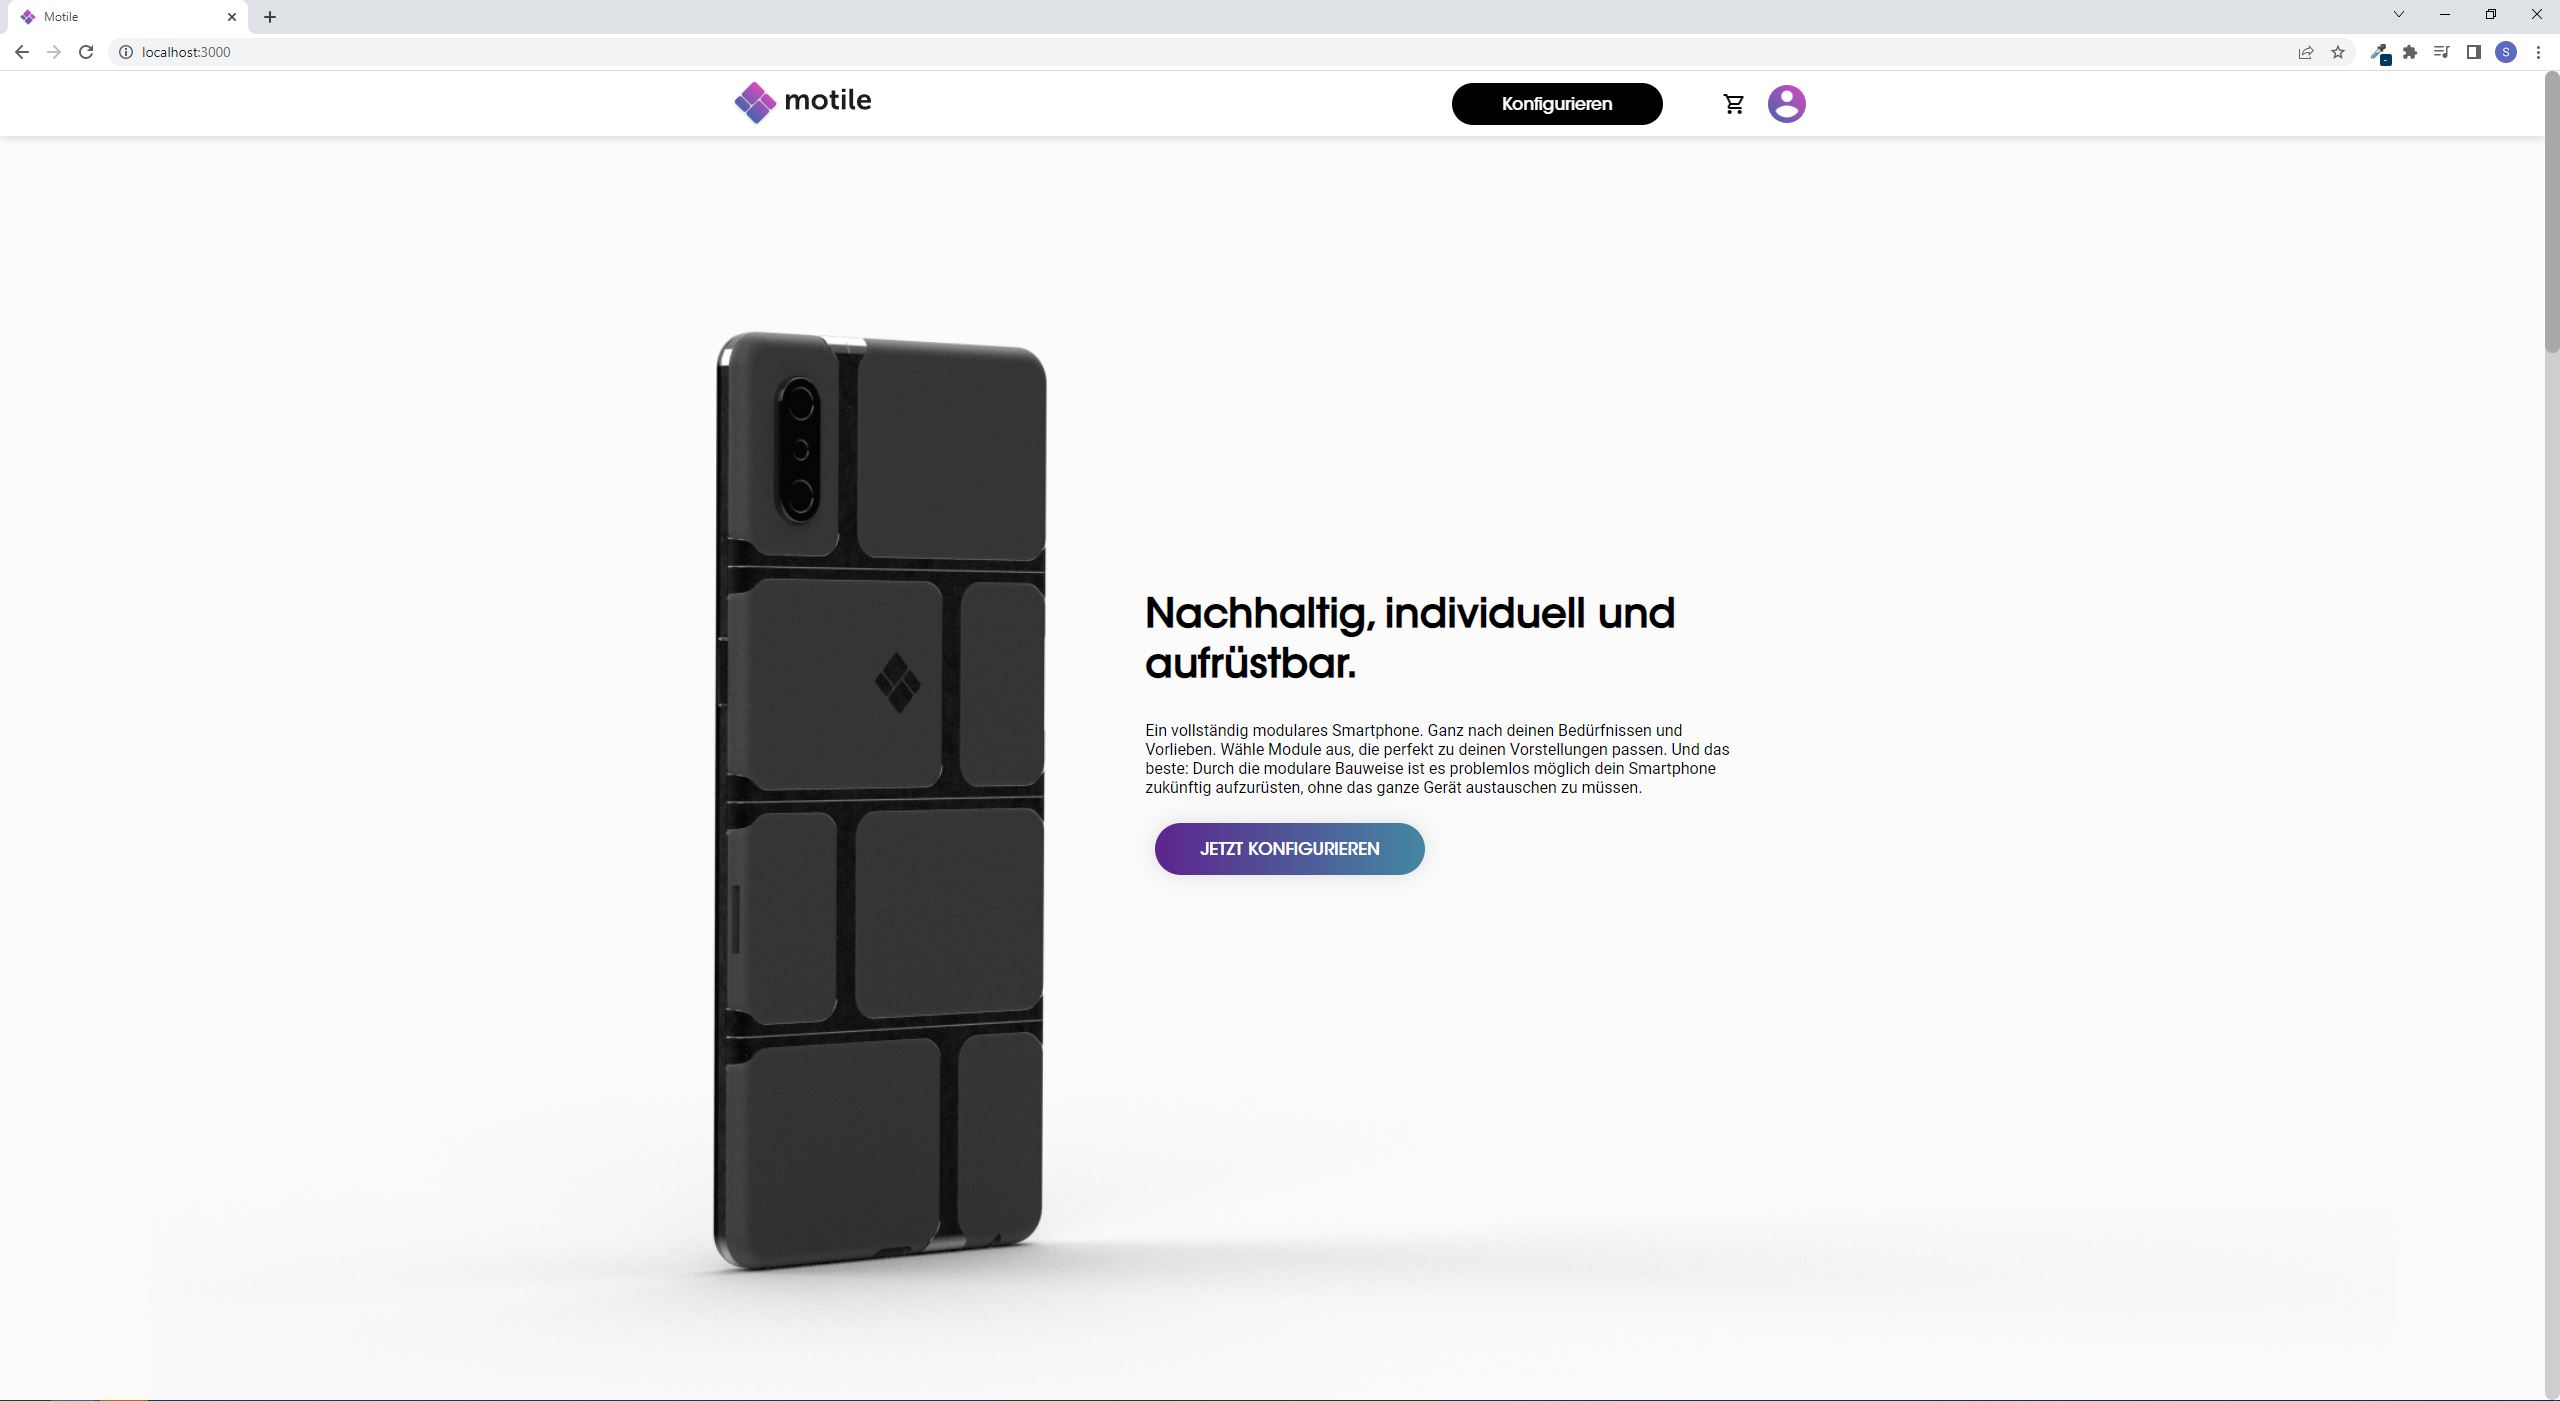 Motile
localhost:3000
S
motile
Konfigurieren
Nachhaltig, individuell und
aufrüstbar.
Ein vollständig modulares Smartphone. Ganz nach deinen Bedürfnissen und
Vorlieben. Wähle Module aus, die perfekt zu deinen Vorstellungen passen. Und das
beste: Durch die modulare Bauweise ist es problemlos möglich dein Smartphone
zukünftig aufzurüsten, ohne das ganze Gerät austauschen zu müssen.
JETZT KONFIGURIEREN